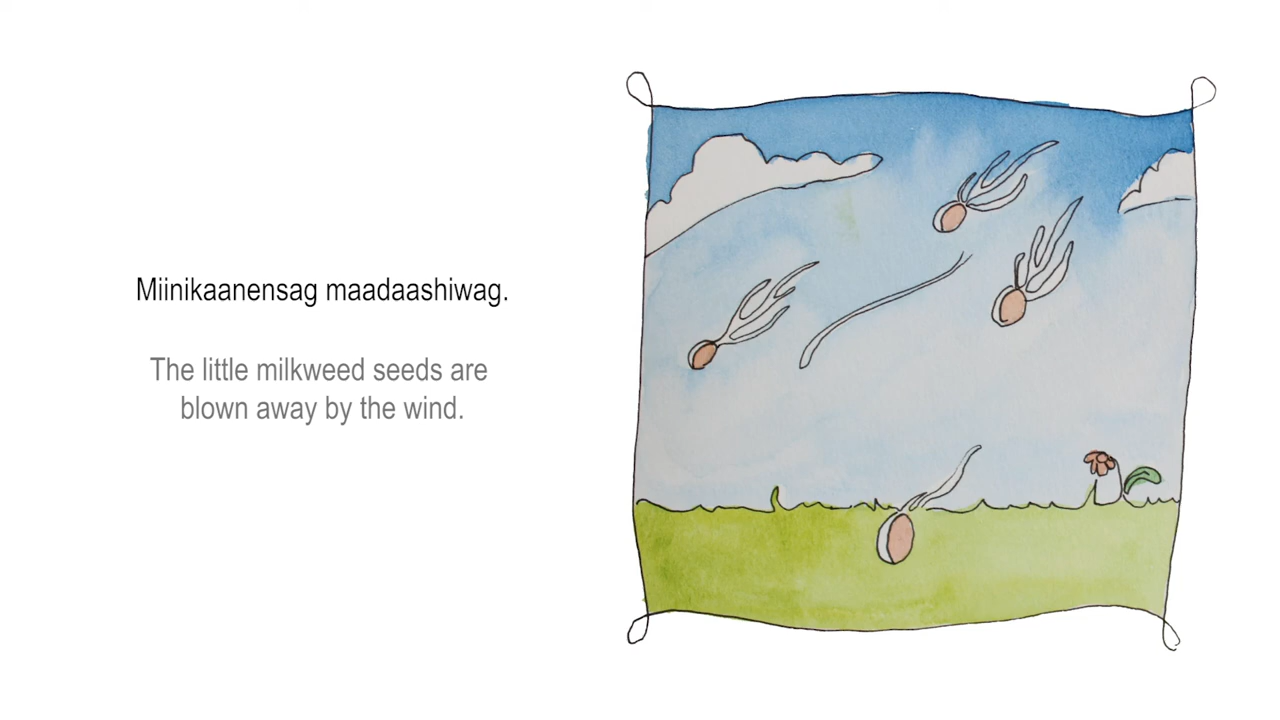 Miinikaanensag maadaashiwag.
The little milkweed seeds are
blown away by the wind.